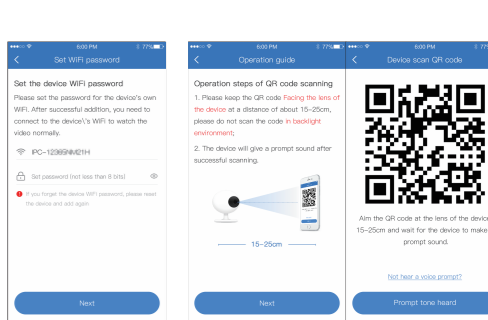 6:00 PM
77%
Set WiFi password
Set the device WiFi password
Please set the password for the device's own
WiFi. After successful addition, you need to
connect to the device\'s WiFi to watch the
video normally.
Set password (not less than 8 bits)
If you forget the device WiFi password, please reset
the device and add again
Next
6:00 PM
77%
Operation guide
Operation steps of QR code scanning
1. Please keep the QR code Facing the lens of
the device at a distance of about 15-25cm,
please do not scan the code in backlight
environment;
2. The device will give a prompt sound after
successful scanning.
15-25cm
Next
6:00 PM
77%
Device scan QR code
Aim the QR code at the lens of the device
15-25cm and wait for the device to make
prompt sound.
Not hear a voice prompt?
Prompt tone heard